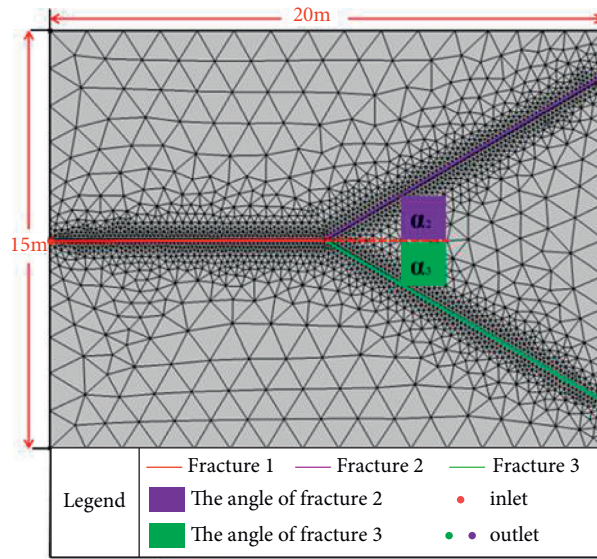 20m
15m
α2
α3
Legend
Fracture 1
Fracture 2
Fracture 3
The angle of fracture 2
inlet
The angle of fracture 3
outlet